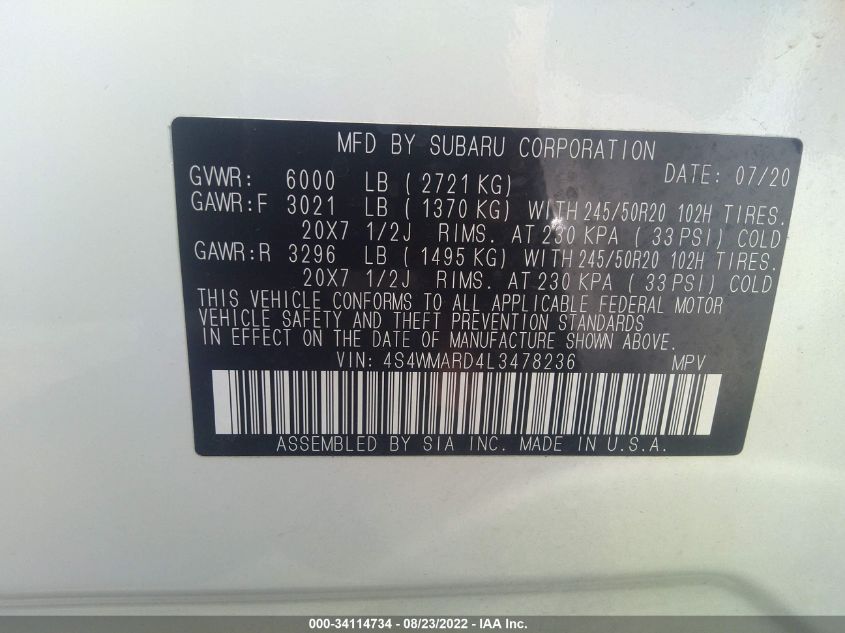 MFD BY SUBARU CORPORATION
GVWR: 6000 LB ( 2721 KG) DATE: 07/20
GAWR:F 3021 LB ( 1370 KG) WITH 245/50R20 102H TIRES.
20X7 1/2J RIMS. AT 230 KPA ( 33 PSI) COLD
GAWR:R 3296 LB ( 1495 KG) WITH 245/50R20 102H TIRES.
20X7 1/2J RIMS. AT 230 KPA ( 33 PSI) COLD
THIS VEHICLE CONFORMS TO ALL APPLICABLE FEDERAL MOTOR
VEHICLE SAFETY AND THEFT PREVENTION STANDARDS
IN EFFECT ON THE DATE OF MANUFACTURE SHOWN ABOVE.
VIN: 4S4WMARD4L3478236 MPV
ASSEMBLED BY SIA INC. MADE IN U.S.A.
000-34114734 - 08/23/2022 - IAA Inc.